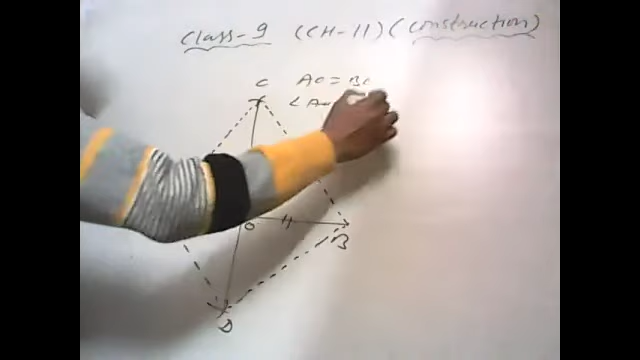 Class-9 (CH-11) (Construction)
C AC = BC
O
B
D